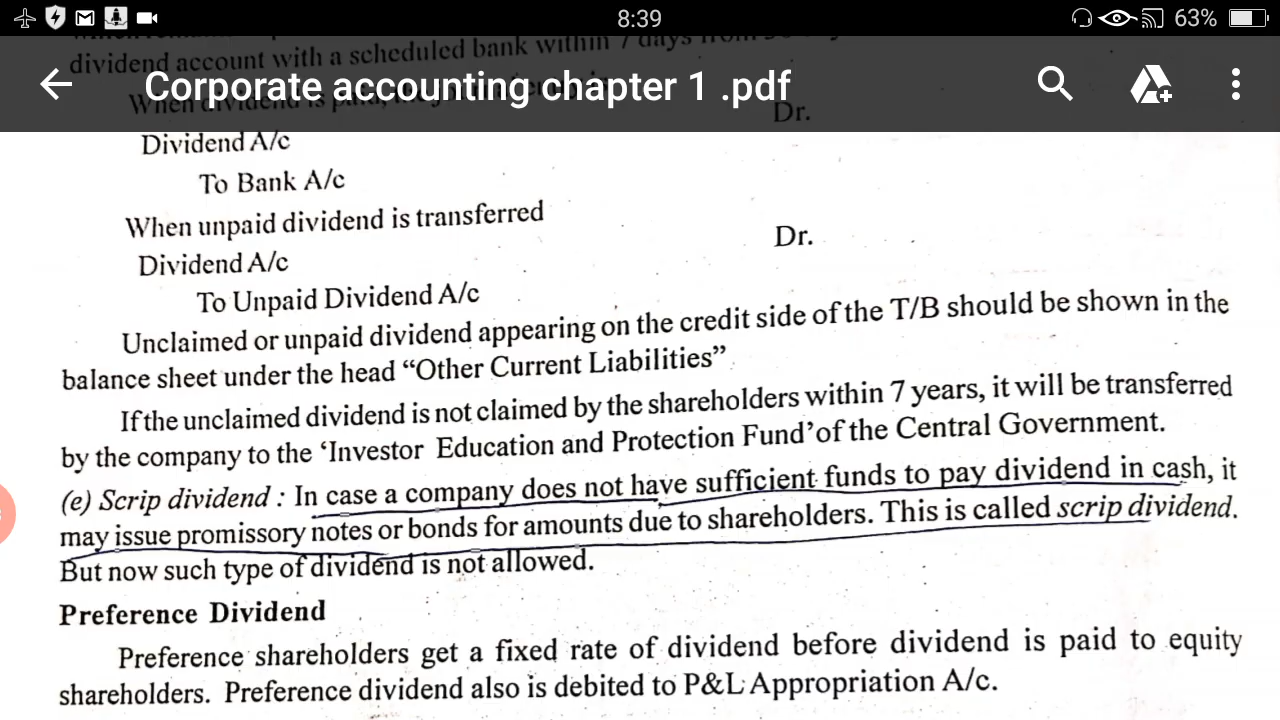 8:39
63%
dividend account with a scheduled bank within 7 days from
Corporate accounting chapter 1 .pdf
When dividend is paid,
Dr.
Dividend A/c
To Bank A/c
When unpaid dividend is transferred
Dividend A/c Dr.
To Unpaid Dividend A/c
Unclaimed or unpaid dividend appearing on the credit side of the T/B should be shown in the
balance sheet under the head “Other Current Liabilities”
If the unclaimed dividend is not claimed by the shareholders within 7 years, it will be transferred
by the company to the ‘Investor Education and Protection Fund’of the Central Government.
(e) Scrip dividend : In case a company does not have sufficient funds to pay dividend in cash, it
may issue promissory notes or bonds for amounts due to shareholders. This is called scrip dividend.
But now such type of dividend is not allowed.
Preference Dividend
Preference shareholders get a fixed rate of dividend before dividend is paid to equity
shareholders. Preference dividend also is debited to P&L Appropriation A/c.